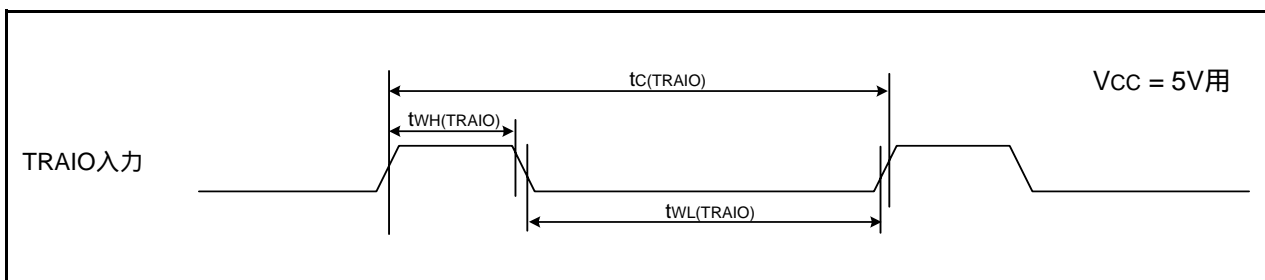 tC(TRAIO)
VCC = 5V用
tWH(TRAIO)
TRAIO入力
tWL(TRAIO)